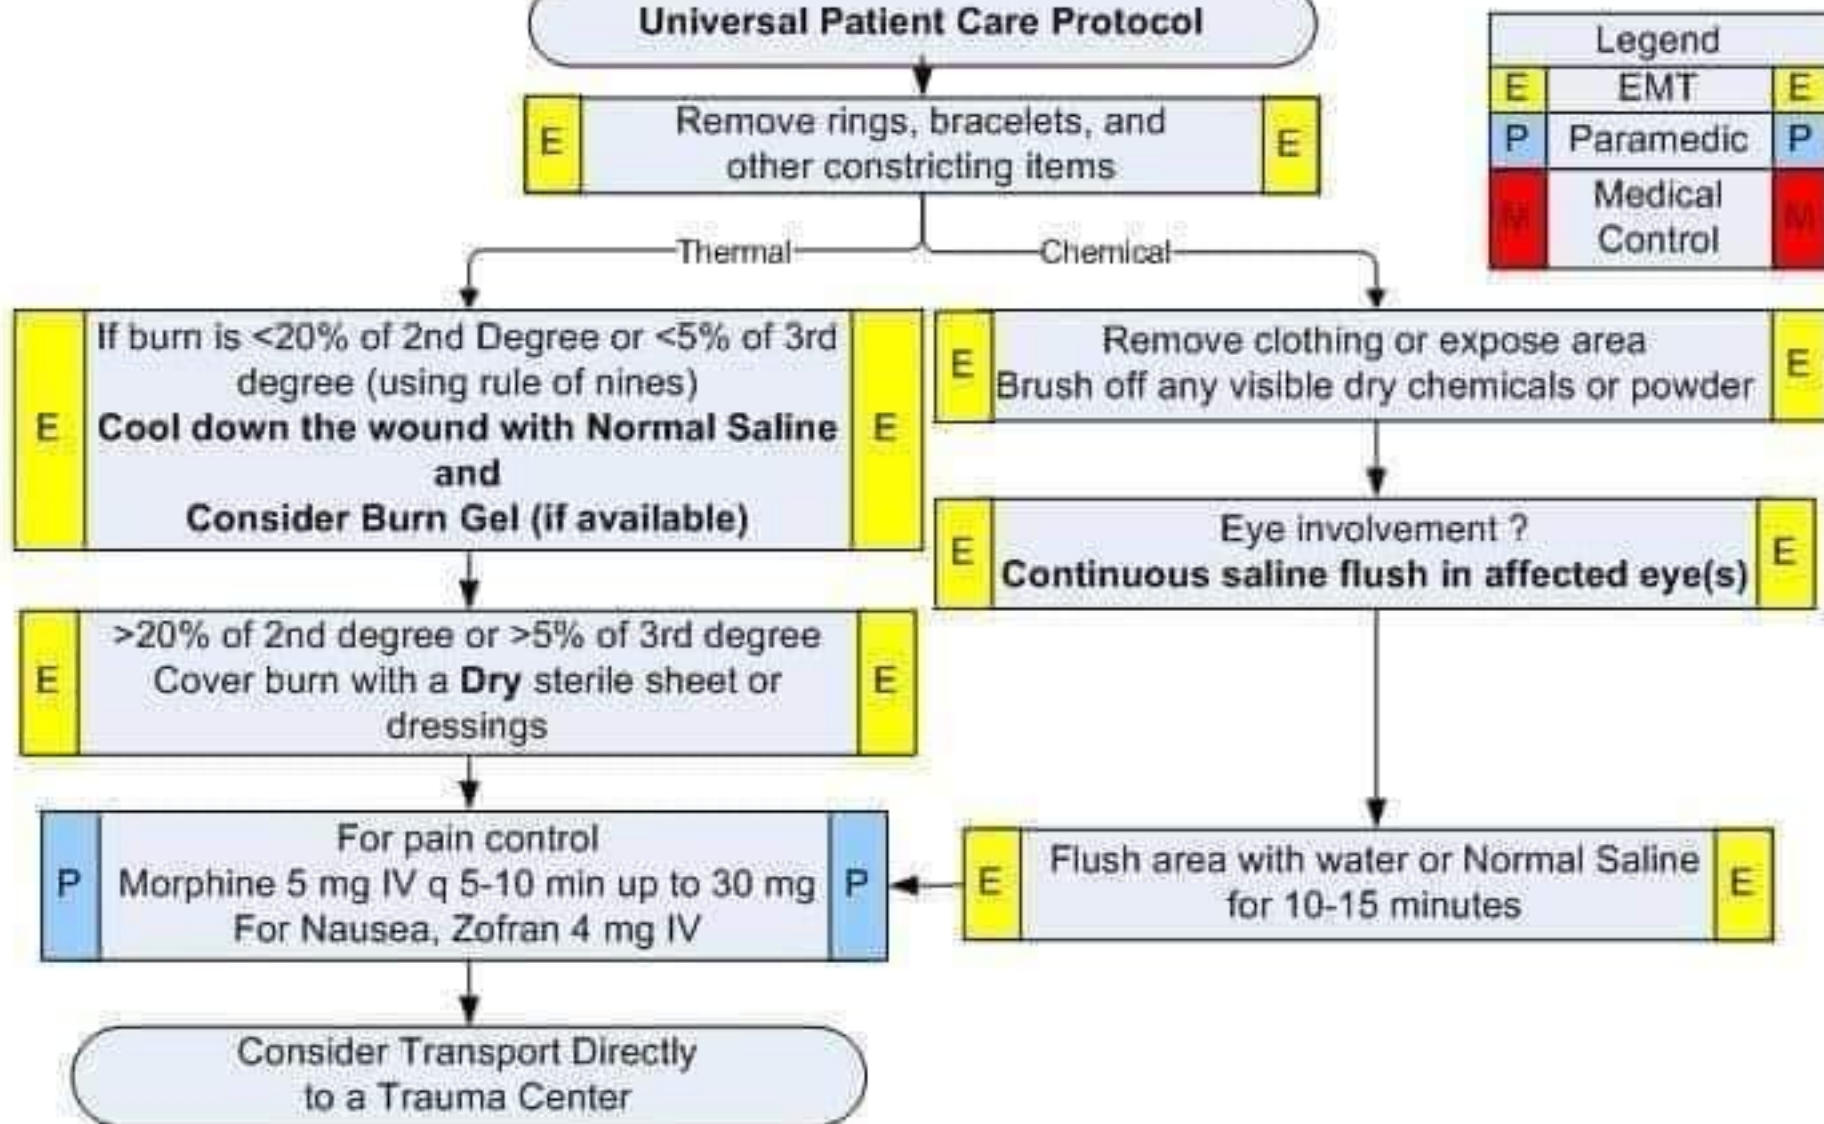 Universal Patient Care Protocol
Legend
E EMT E
P Paramedic P
M Medical M
Control
E Remove rings, bracelets, and E
other constricting items
Thermal
Chemical
If burn is <20% of 2nd Degree or <5% of 3rd
degree (using rule of nines)
E Cool down the wound with Normal Saline E
and
Consider Burn Gel (if available)
E Remove clothing or expose area E
Brush off any visible dry chemicals or powder
Eye involvement ?
E Continuous saline flush in affected eye(s) E
>20% of 2nd degree or >5% of 3rd degree
E Cover burn with a Dry sterile sheet or E
dressings
For pain control
P Morphine 5 mg IV q 5-10 min up to 30 mg P
For Nausea, Zofran 4 mg IV
E Flush area with water or Normal Saline E
for 10-15 minutes
Consider Transport Directly
to a Trauma Center